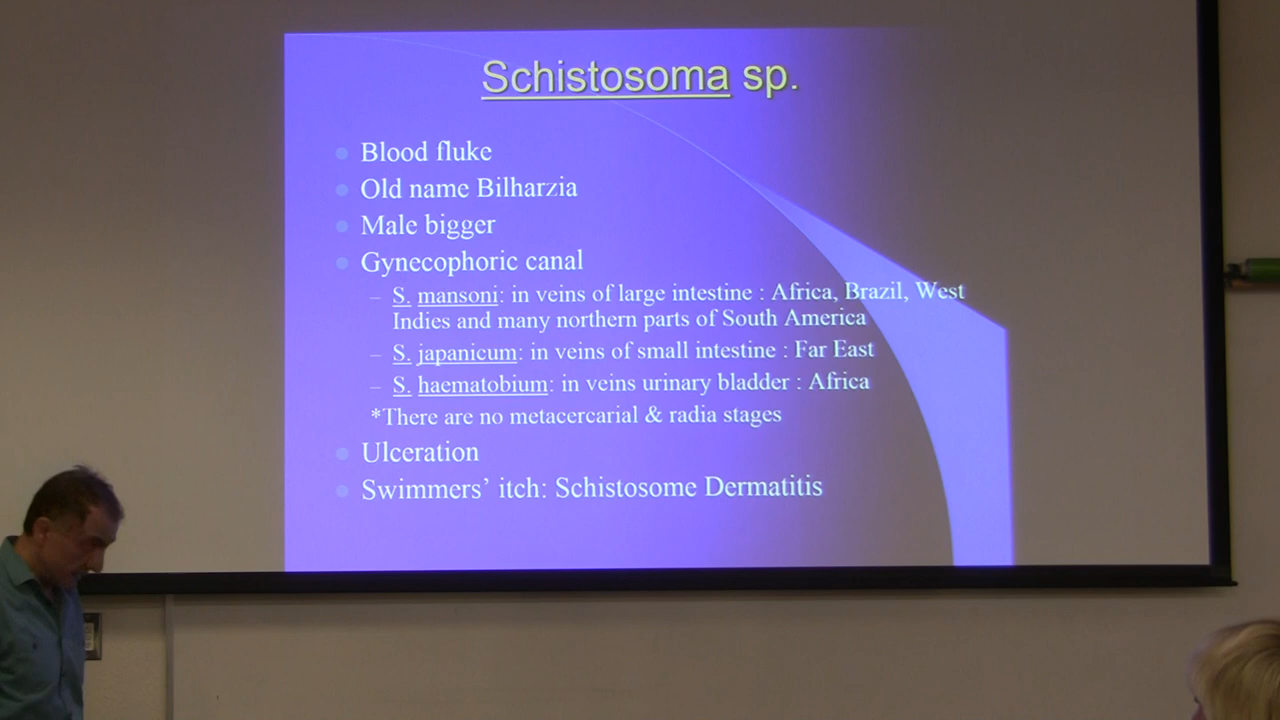 Schistosoma sp.
Blood fluke
Old name Bilharzia
Male bigger
Gynecophoric canal
– S. mansoni: in veins of large intestine : Africa, Brazil, West
Indies and many northern parts of South America
– S. japanicum: in veins of small intestine : Far East
– S. haematobium: in veins urinary bladder : Africa
*There are no metacercarial & radia stages
Ulceration
Swimmers’ itch: Schistosome Dermatitis